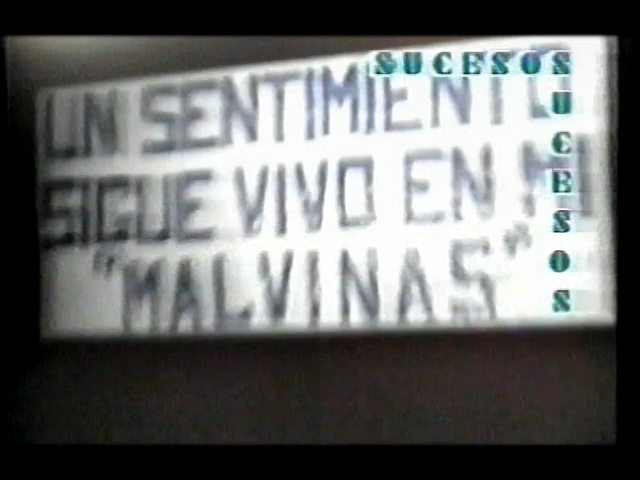 SUCESOS
SUCESOS
UN SENTIMIENTO
SIGUE VIVO EN MI
"MALVINAS"